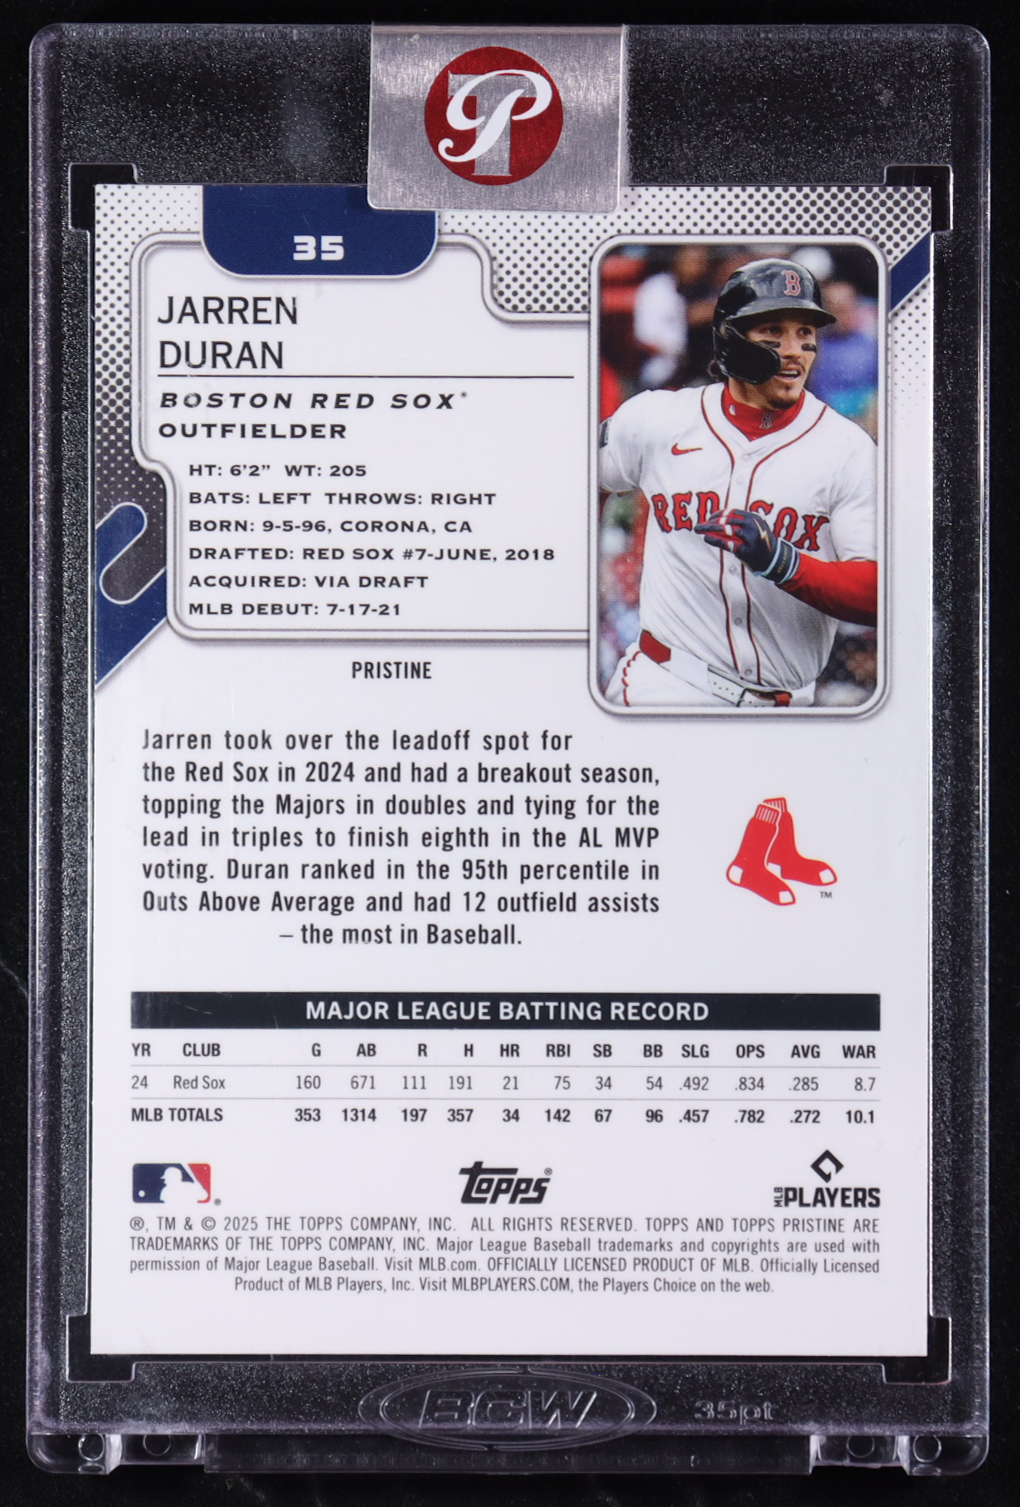 35
JARREN
DURAN
BOSTON RED SOX®
OUTFIELDER
HT: 6'2" WT: 205
BATS: LEFT THROWS: RIGHT
BORN: 9-5-96, CORONA, CA
DRAFTED: RED SOX #7-JUNE, 2018
ACQUIRED: VIA DRAFT
MLB DEBUT: 7-17-21
B
RED SOX
PRISTINE
Jarren took over the leadoff spot for
the Red Sox in 2024 and had a breakout season,
topping the Majors in doubles and tying for the
lead in triples to finish eighth in the AL MVP
voting. Duran ranked in the 95th percentile in
Outs Above Average and had 12 outfield assists
– the most in Baseball.
TM
MAJOR LEAGUE BATTING RECORD
YR CLUB G AB R H HR RBI SB BB SLG OPS AVG WAR
24 Red Sox 160 671 111 191 21 75 34 54 .492 .834 .285 8.7
MLB TOTALS 353 1314 197 357 34 142 67 96 .457 .782 .272 10.1
Topps®
MLB PLAYERS
®, TM & © 2025 THE TOPPS COMPANY, INC. ALL RIGHTS RESERVED. TOPPS AND TOPPS PRISTINE ARE
TRADEMARKS OF THE TOPPS COMPANY, INC. Major League Baseball trademarks and copyrights are used with
permission of Major League Baseball. Visit MLB.com. OFFICIALLY LICENSED PRODUCT OF MLB. Officially Licensed
Product of MLB Players, Inc. Visit MLBPLAYERS.COM, the Players Choice on the web.
BCW 35pt